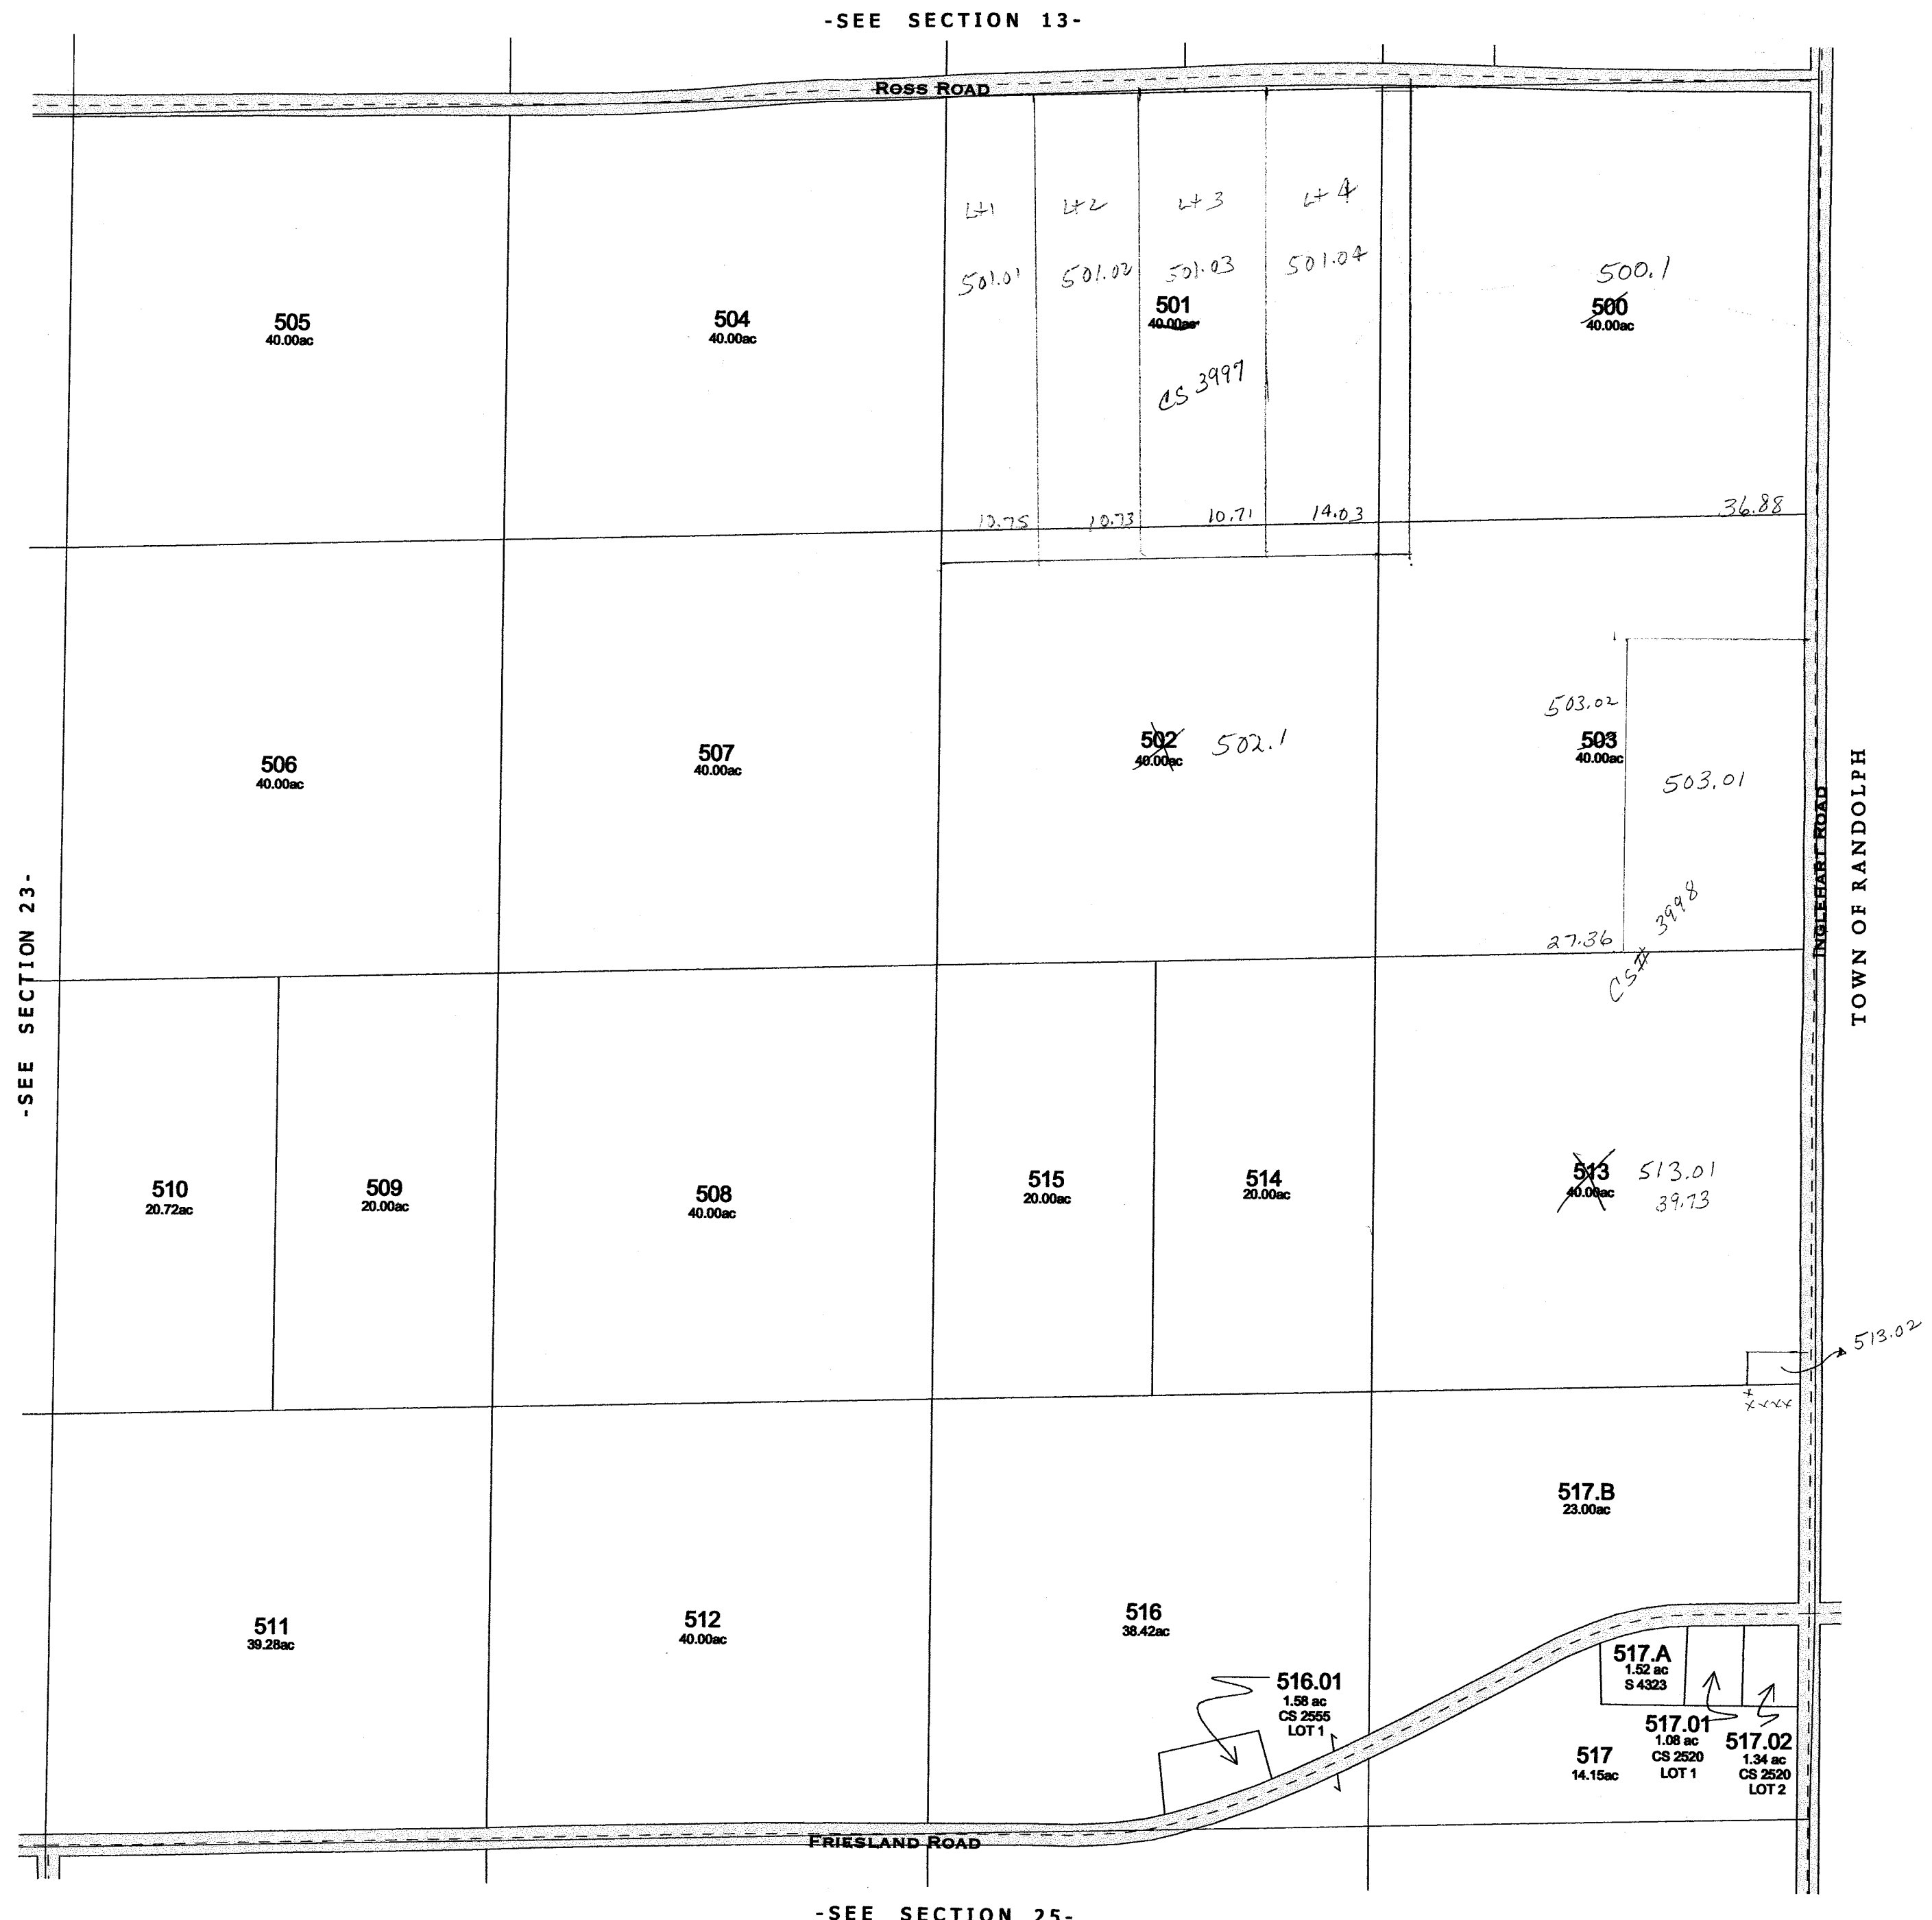 -SEE SECTION 13-
ROSS ROAD
Lt 1
Lt 2
Lt 3
Lt 4
501.01
501.02
501.03
501.04
500.1
505
40.00ac
504
40.00ac
501
40.00ac
500
40.00ac
CS 3997
10.75
10.73
10.71
14.03
36.88
503.02
506
40.00ac
507
40.00ac
502
40.00ac
502.1
503
40.00ac
503.01
INGLEHART ROAD
TOWN OF RANDOLPH
-SEE SECTION 23-
27.36
CS# 3998
510
20.72ac
509
20.00ac
508
40.00ac
515
20.00ac
514
20.00ac
513
40.00ac
513.01
39.73
513.02
xxxx
517.B
23.00ac
511
39.28ac
512
40.00ac
516
38.42ac
516.01
1.58 ac
CS 2555
LOT 1
517.A
1.52 ac
S 4323
517.01
1.08 ac
CS 2520
LOT 1
517.02
1.34 ac
CS 2520
LOT 2
517
14.15ac
FRIESLAND ROAD
-SEE SECTION 25-